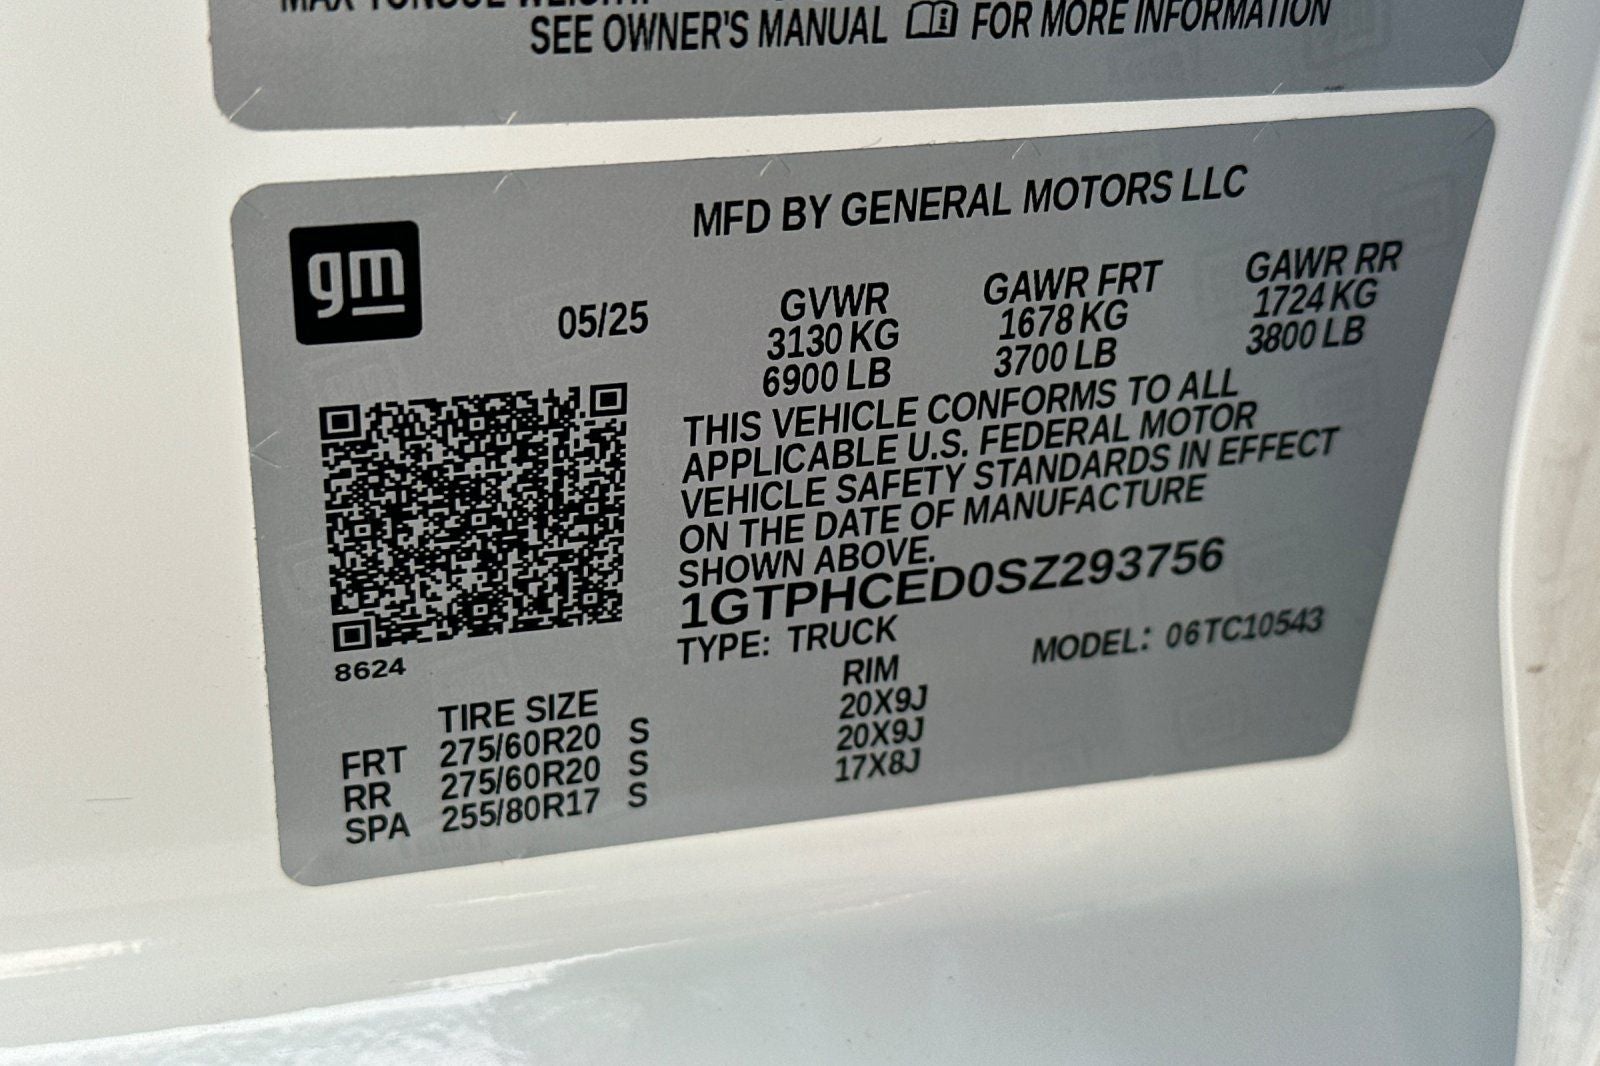 MAX TONGUE WEIGHT:
SEE OWNER'S MANUAL FOR MORE INFORMATION
gm
MFD BY GENERAL MOTORS LLC
05/25
GVWR GAWR FRT GAWR RR
3130 KG 1678 KG 1724 KG
6900 LB 3700 LB 3800 LB
THIS VEHICLE CONFORMS TO ALL
APPLICABLE U.S. FEDERAL MOTOR
VEHICLE SAFETY STANDARDS IN EFFECT
ON THE DATE OF MANUFACTURE
SHOWN ABOVE.
1GTPHCED0SZ293756
TYPE: TRUCK MODEL: 06TC10543
8624
TIRE SIZE RIM
FRT 275/60R20 S 20X9J
RR 275/60R20 S 20X9J
SPA 255/80R17 S 17X8J